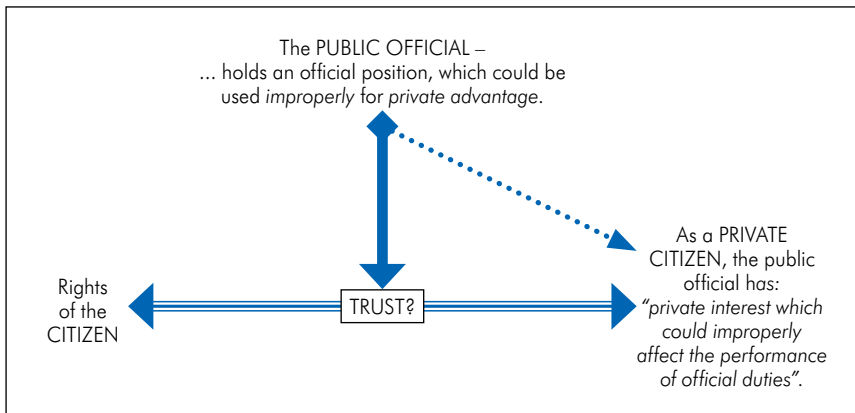 The PUBLIC OFFICIAL –
... holds an official position, which could be
used improperly for private advantage.
Rights
of the
CITIZEN
TRUST?
As a PRIVATE
CITIZEN, the public
official has:
“private interest which
could improperly
affect the performance
of official duties”.